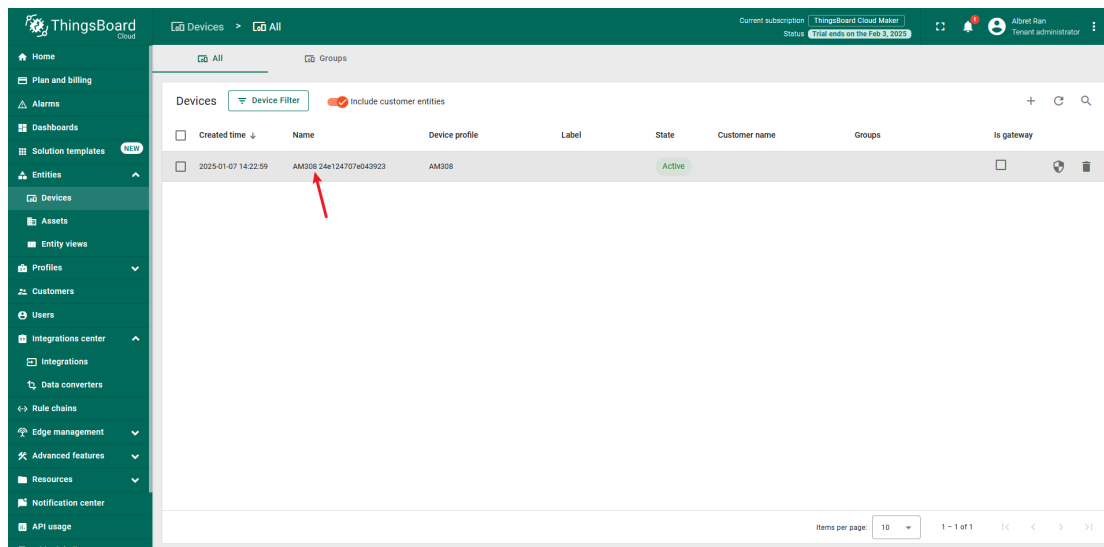 ThingsBoard
Cloud
Devices > All
Current subscription ThingsBoard Cloud Maker
Status Trial ends on the Feb 3, 2025
1
Albret Ran
Tenant administrator
Home
Plan and billing
Alarms
Dashboards
Solution templates NEW
Entities
Devices
Assets
Entity views
Profiles
Customers
Users
Integrations center
Integrations
Data converters
Rule chains
Edge management
Advanced features
Resources
Notification center
API usage
All Groups
Devices Device Filter Include customer entities
Created time Name Device profile Label State Customer name Groups Is gateway
2025-01-07 14:22:59 AM308 24e124707e043923 AM308 Active
Items per page: 10 1 – 1 of 1